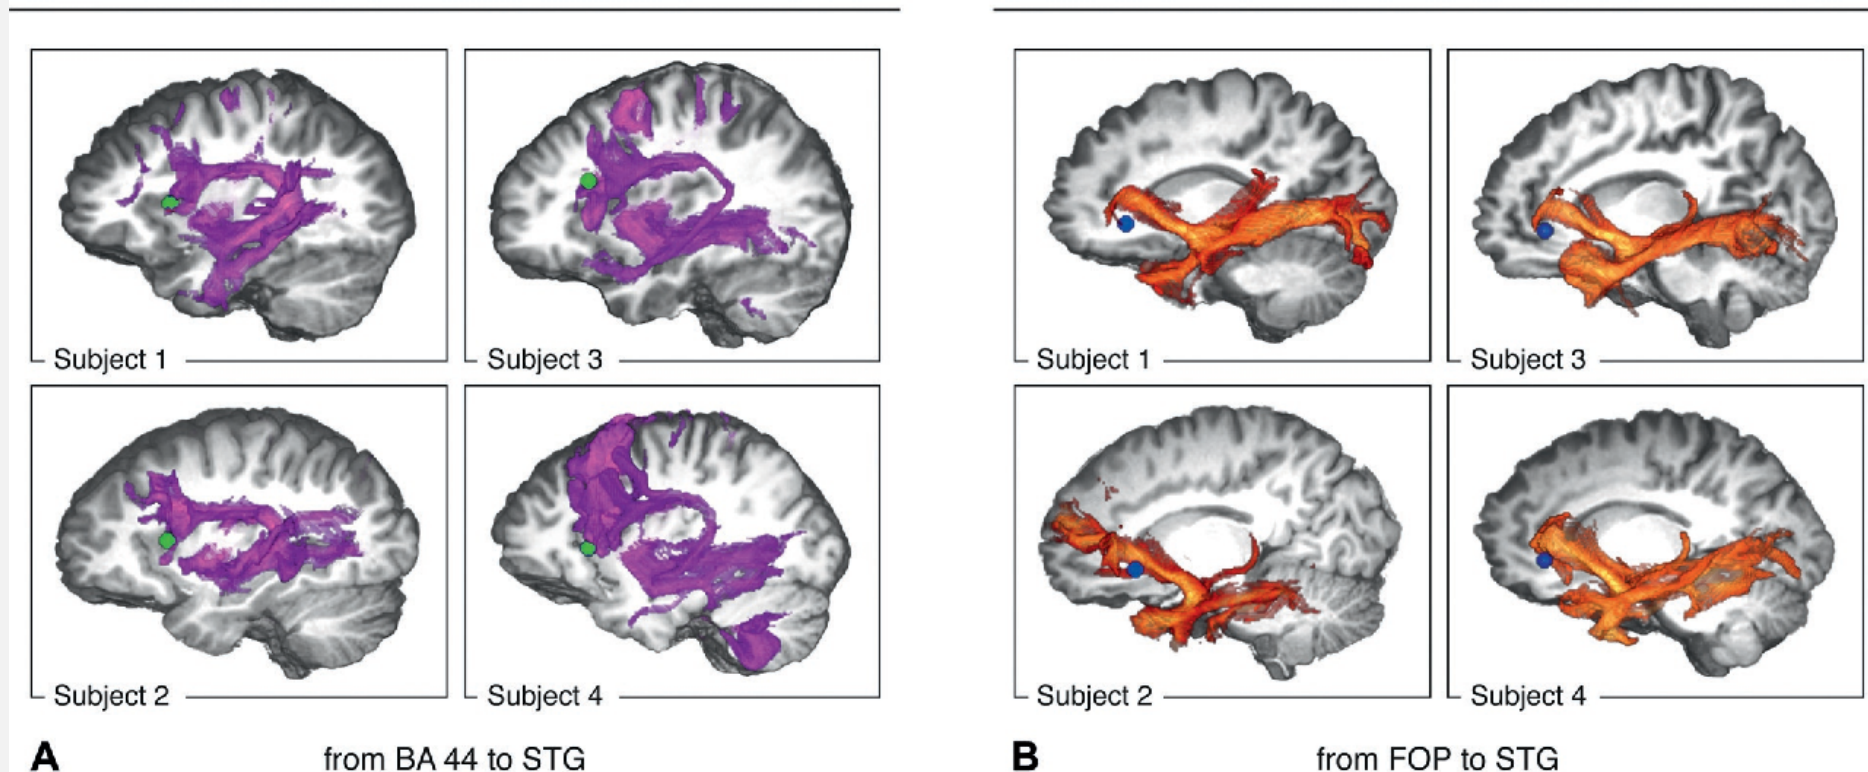 Subject 1
Subject 3
Subject 2
Subject 4
A
from BA 44 to STG
Subject 1
Subject 3
Subject 2
Subject 4
B
from FOP to STG